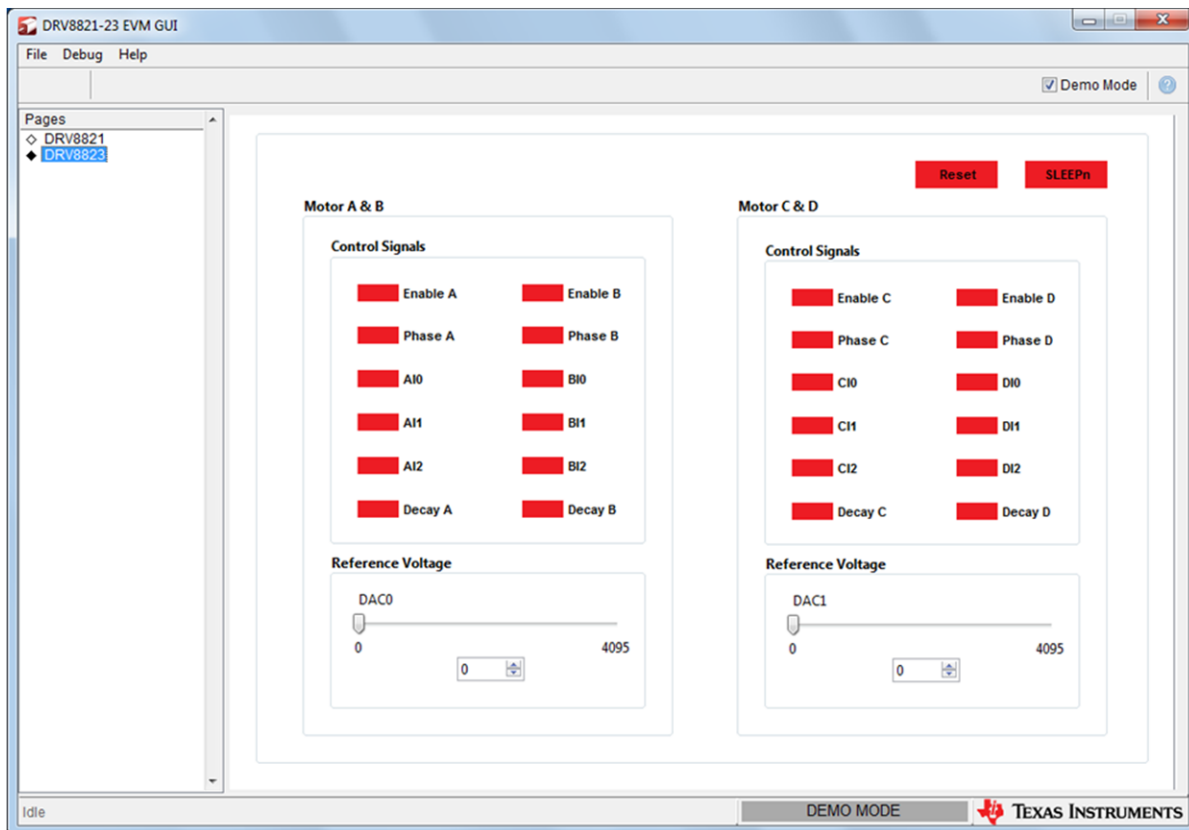 DRV8821-23 EVM GUI
File Debug Help
Demo Mode
Pages
DRV8821
DRV8823
Reset SLEEPn
Motor A & B
Control Signals
Enable A Enable B
Phase A Phase B
AI0 BI0
AI1 BI1
AI2 BI2
Decay A Decay B
Reference Voltage
DAC0
0 4095
0
Motor C & D
Control Signals
Enable C Enable D
Phase C Phase D
CI0 DI0
CI1 DI1
CI2 DI2
Decay C Decay D
Reference Voltage
DAC1
0 4095
0
Idle
DEMO MODE
TEXAS INSTRUMENTS